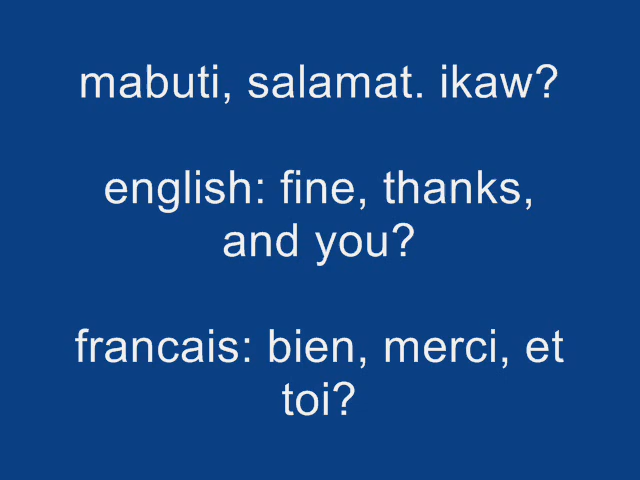 mabuti, salamat. ikaw?
english: fine, thanks,
and you?
francais: bien, merci, et
toi?